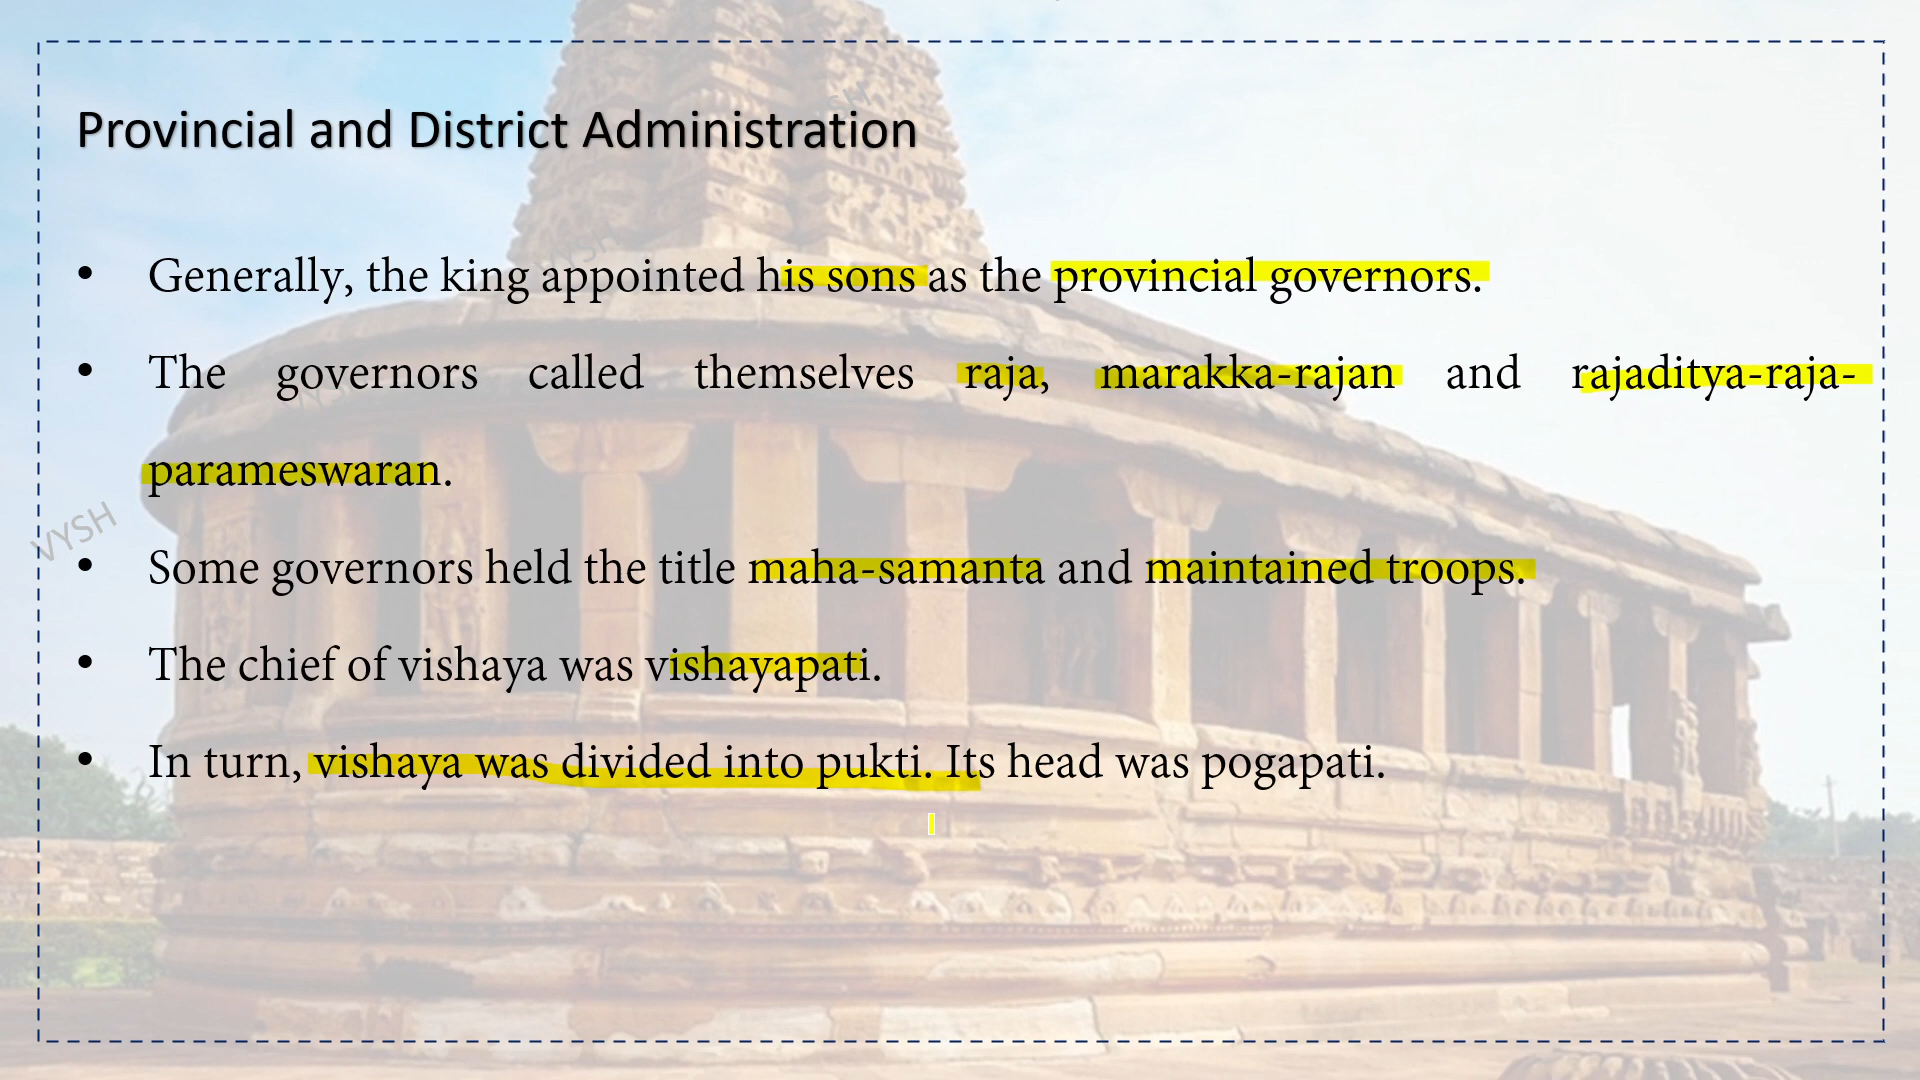 Provincial and District Administration
• Generally, the king appointed his sons as the provincial governors.
• The governors called themselves raja, marakka-rajan and rajaditya-raja-
parameswaran.
• Some governors held the title maha-samanta and maintained troops.
• The chief of vishaya was vishayapati.
• In turn, vishaya was divided into pukti. Its head was pogapati.
VYSH
VYSH